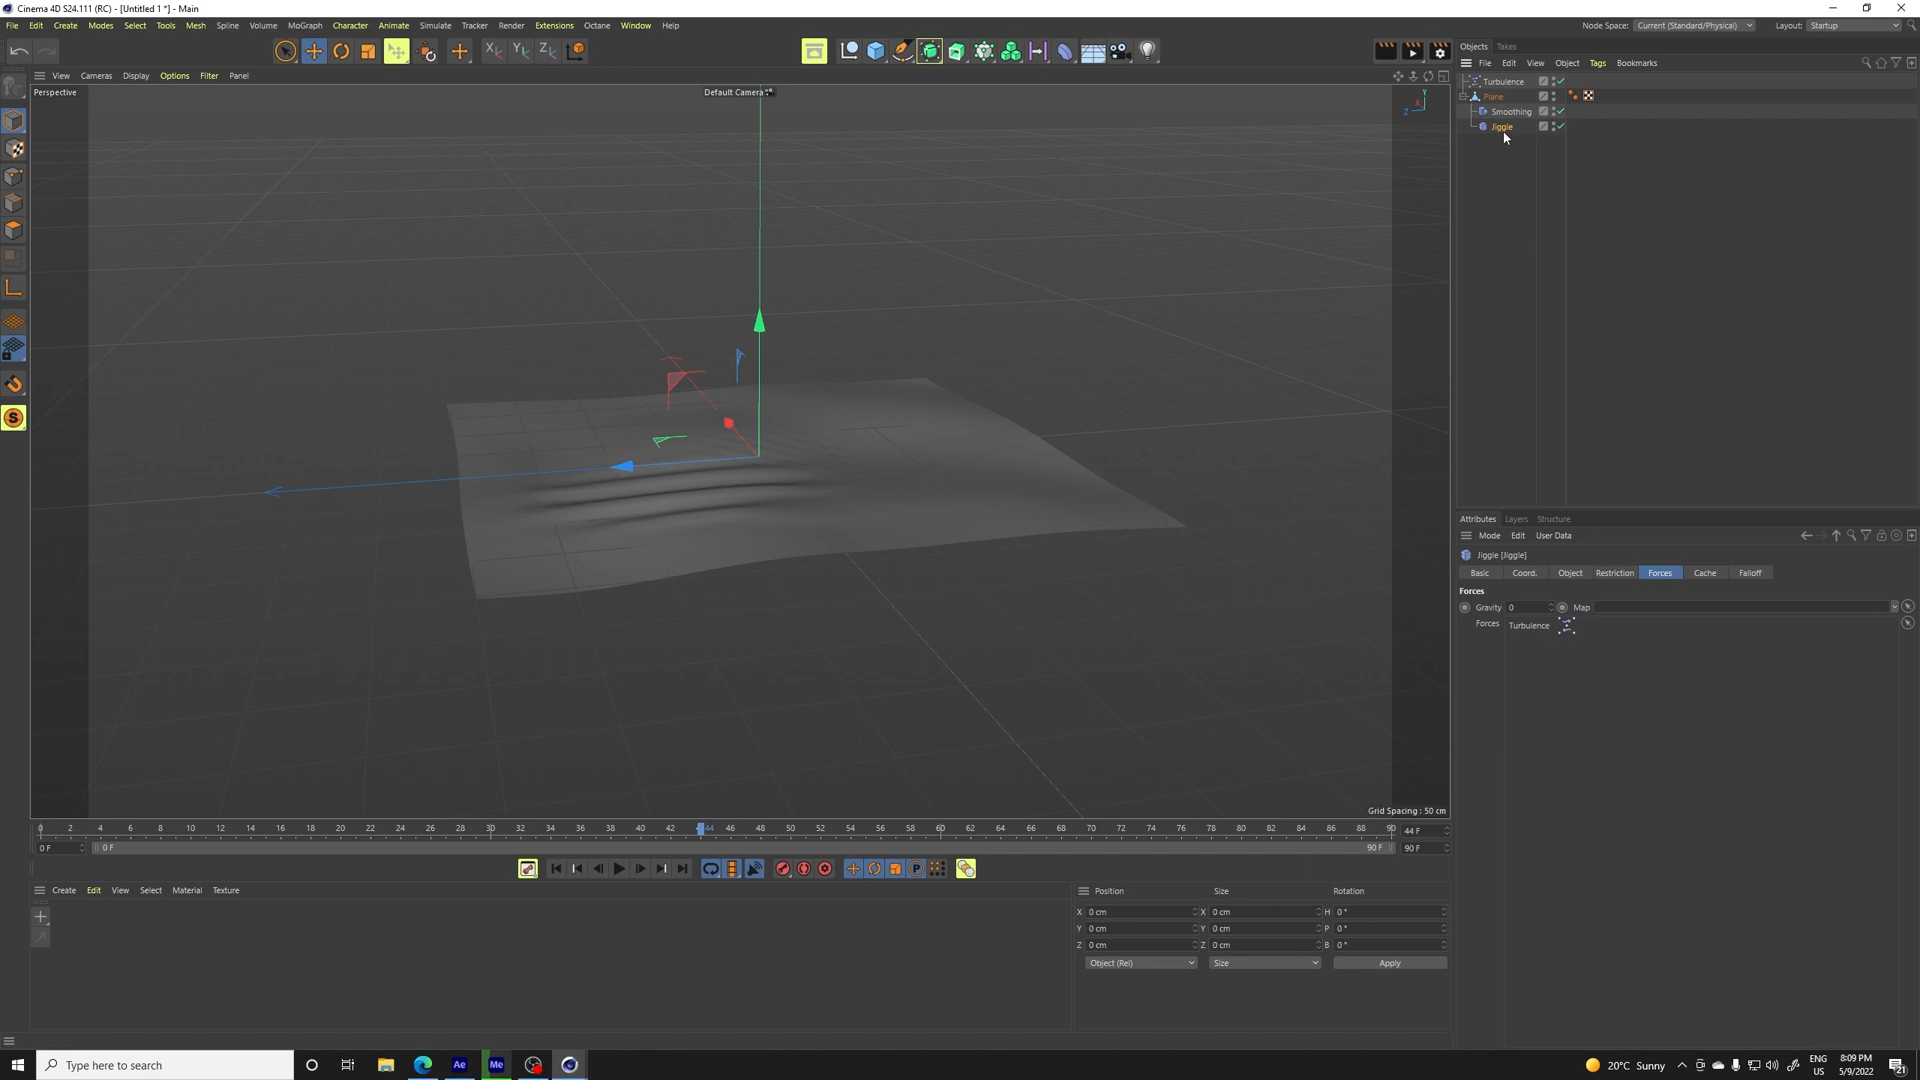 Cinema 4D S24.111 (RC) - [Untitled 1 *] - Main
File Edit Create Modes Select Tools Mesh Spline Volume MoGraph Character Animate Simulate Tracker Render Extensions Octane Window Help
Node Space: Current (Standard/Physical) Layout: Startup
X Y Z
View Cameras Display Options Filter Panel
Perspective
Default Camera
Y X Z
Objects Takes
File Edit View Object Tags Bookmarks
Turbulence
Plane
Smoothing
Jiggle
Grid Spacing : 50 cm
0 2 4 6 8 10 12 14 16 18 20 22 24 26 28 30 32 34 36 38 40 42 44 46 48 50 52 54 56 58 60 62 64 66 68 70 72 74 76 78 80 82 84 86 88 90 44 F
0 F 0 F 90 F 90 F
Attributes Layers Structure
Mode Edit User Data
Jiggle [Jiggle]
Basic Coord. Object Restriction Forces Cache Falloff
Forces
Gravity 0 Map
Forces Turbulence
Create Edit View Select Material Texture
Position Size Rotation
X 0 cm X 0 cm H 0 °
Y 0 cm Y 0 cm P 0 °
Z 0 cm Z 0 cm B 0 °
Object (Rel) Size Apply
Type here to search
Ae Me
20°C Sunny
ENG
US
8:09 PM
5/9/2022
21